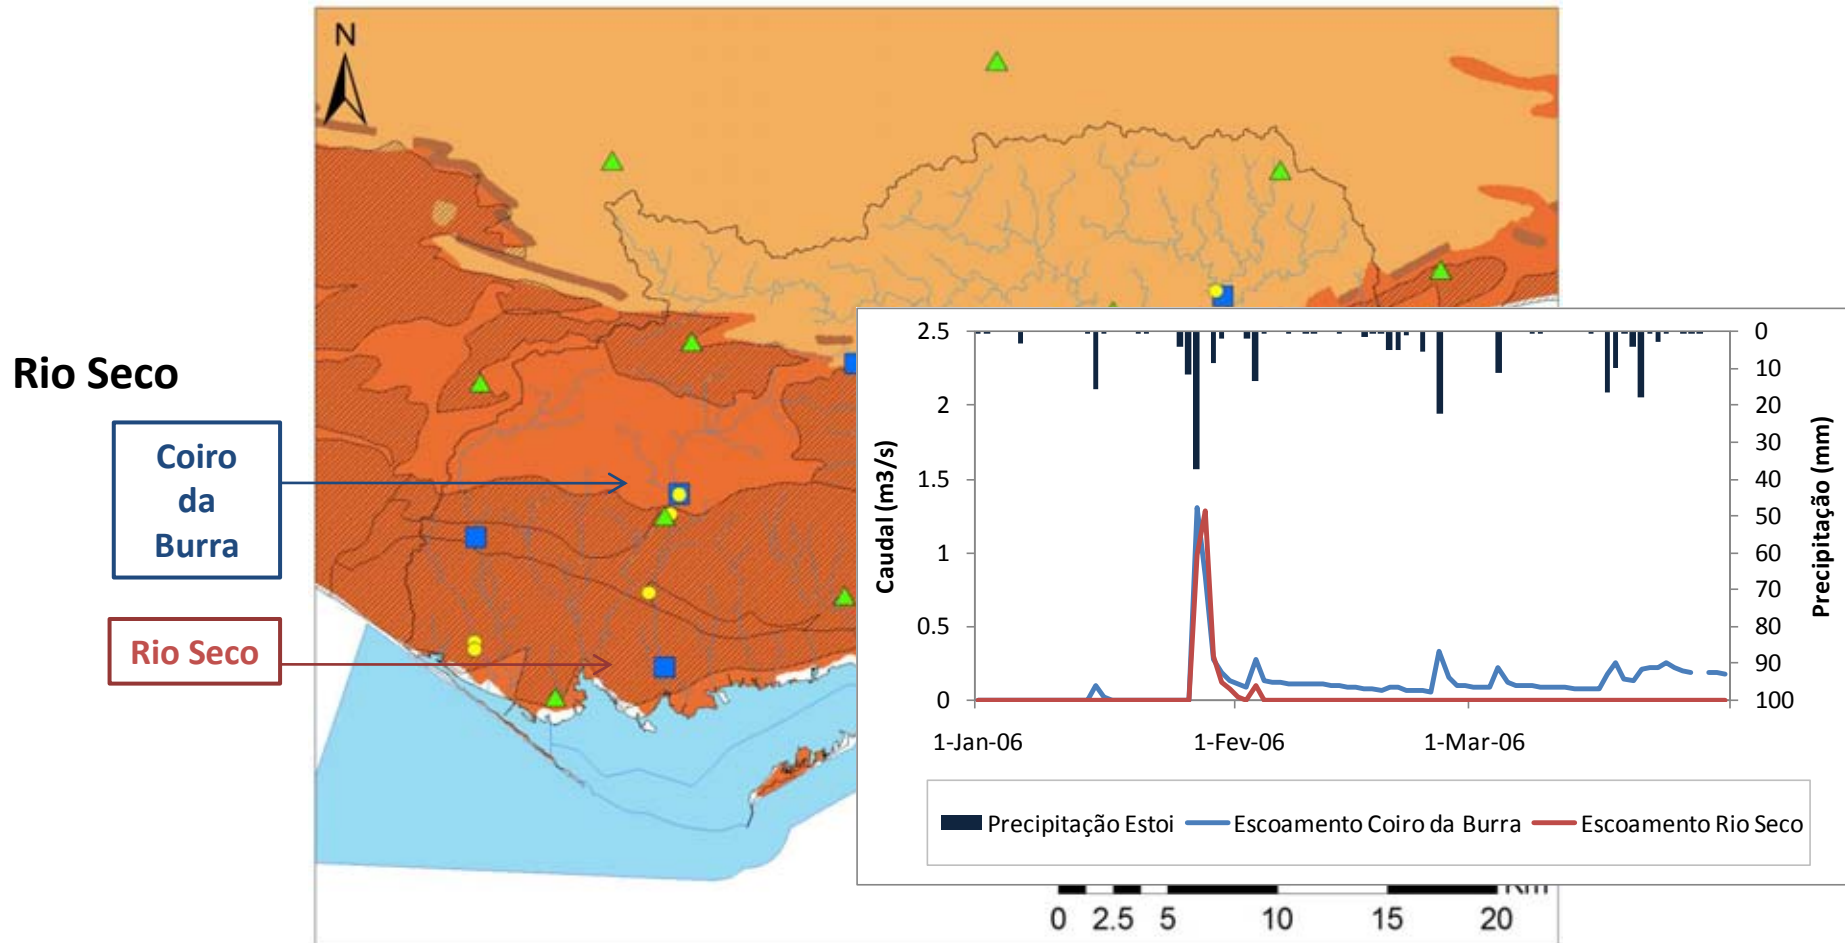 N
Rio Seco
Coiro
da
Burra
Rio Seco
2.5
2
1.5
1
0.5
0
Caudal (m3/s)
0
10
20
30
40
50
60
70
80
90
100
Precipitação (mm)
1-Jan-06
1-Fev-06
1-Mar-06
Precipitação Estoi
Escoamento Coiro da Burra
Escoamento Rio Seco
Km
0
2.5
5
10
15
20